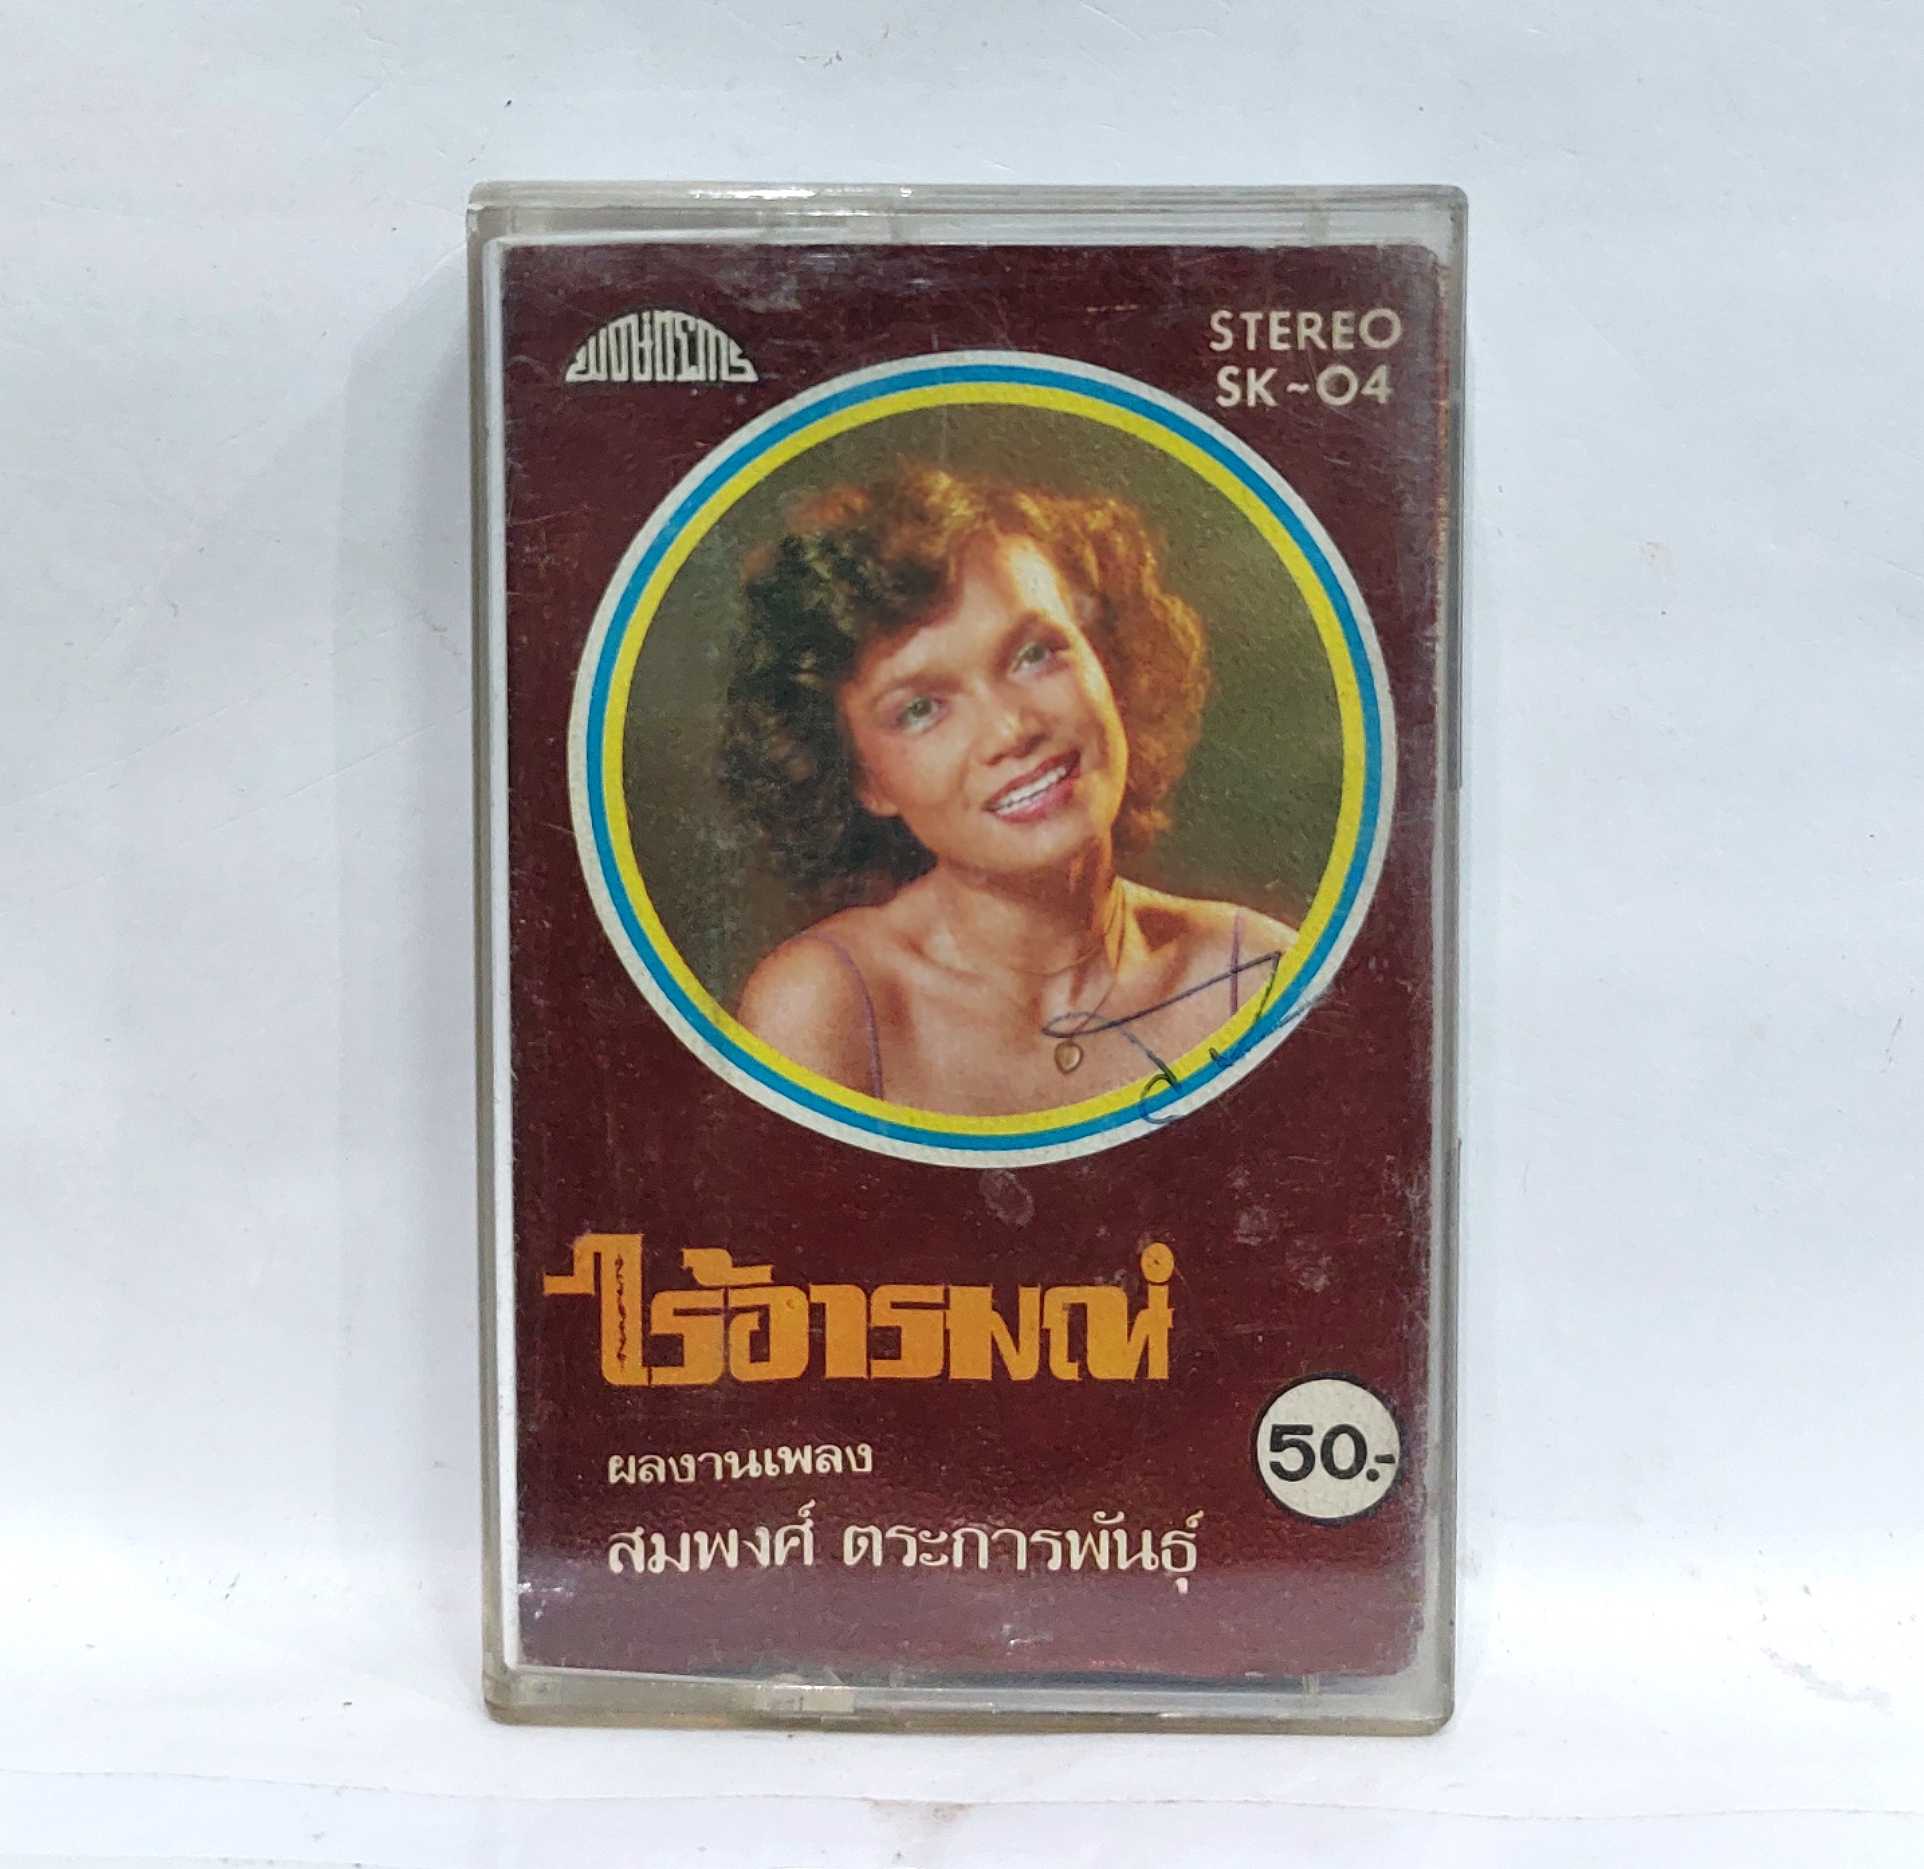 STEREO
SK~04
ไร้อารมณ์
ผลงานเพลง
สมพงศ์ ตระการพันธุ์
50.-